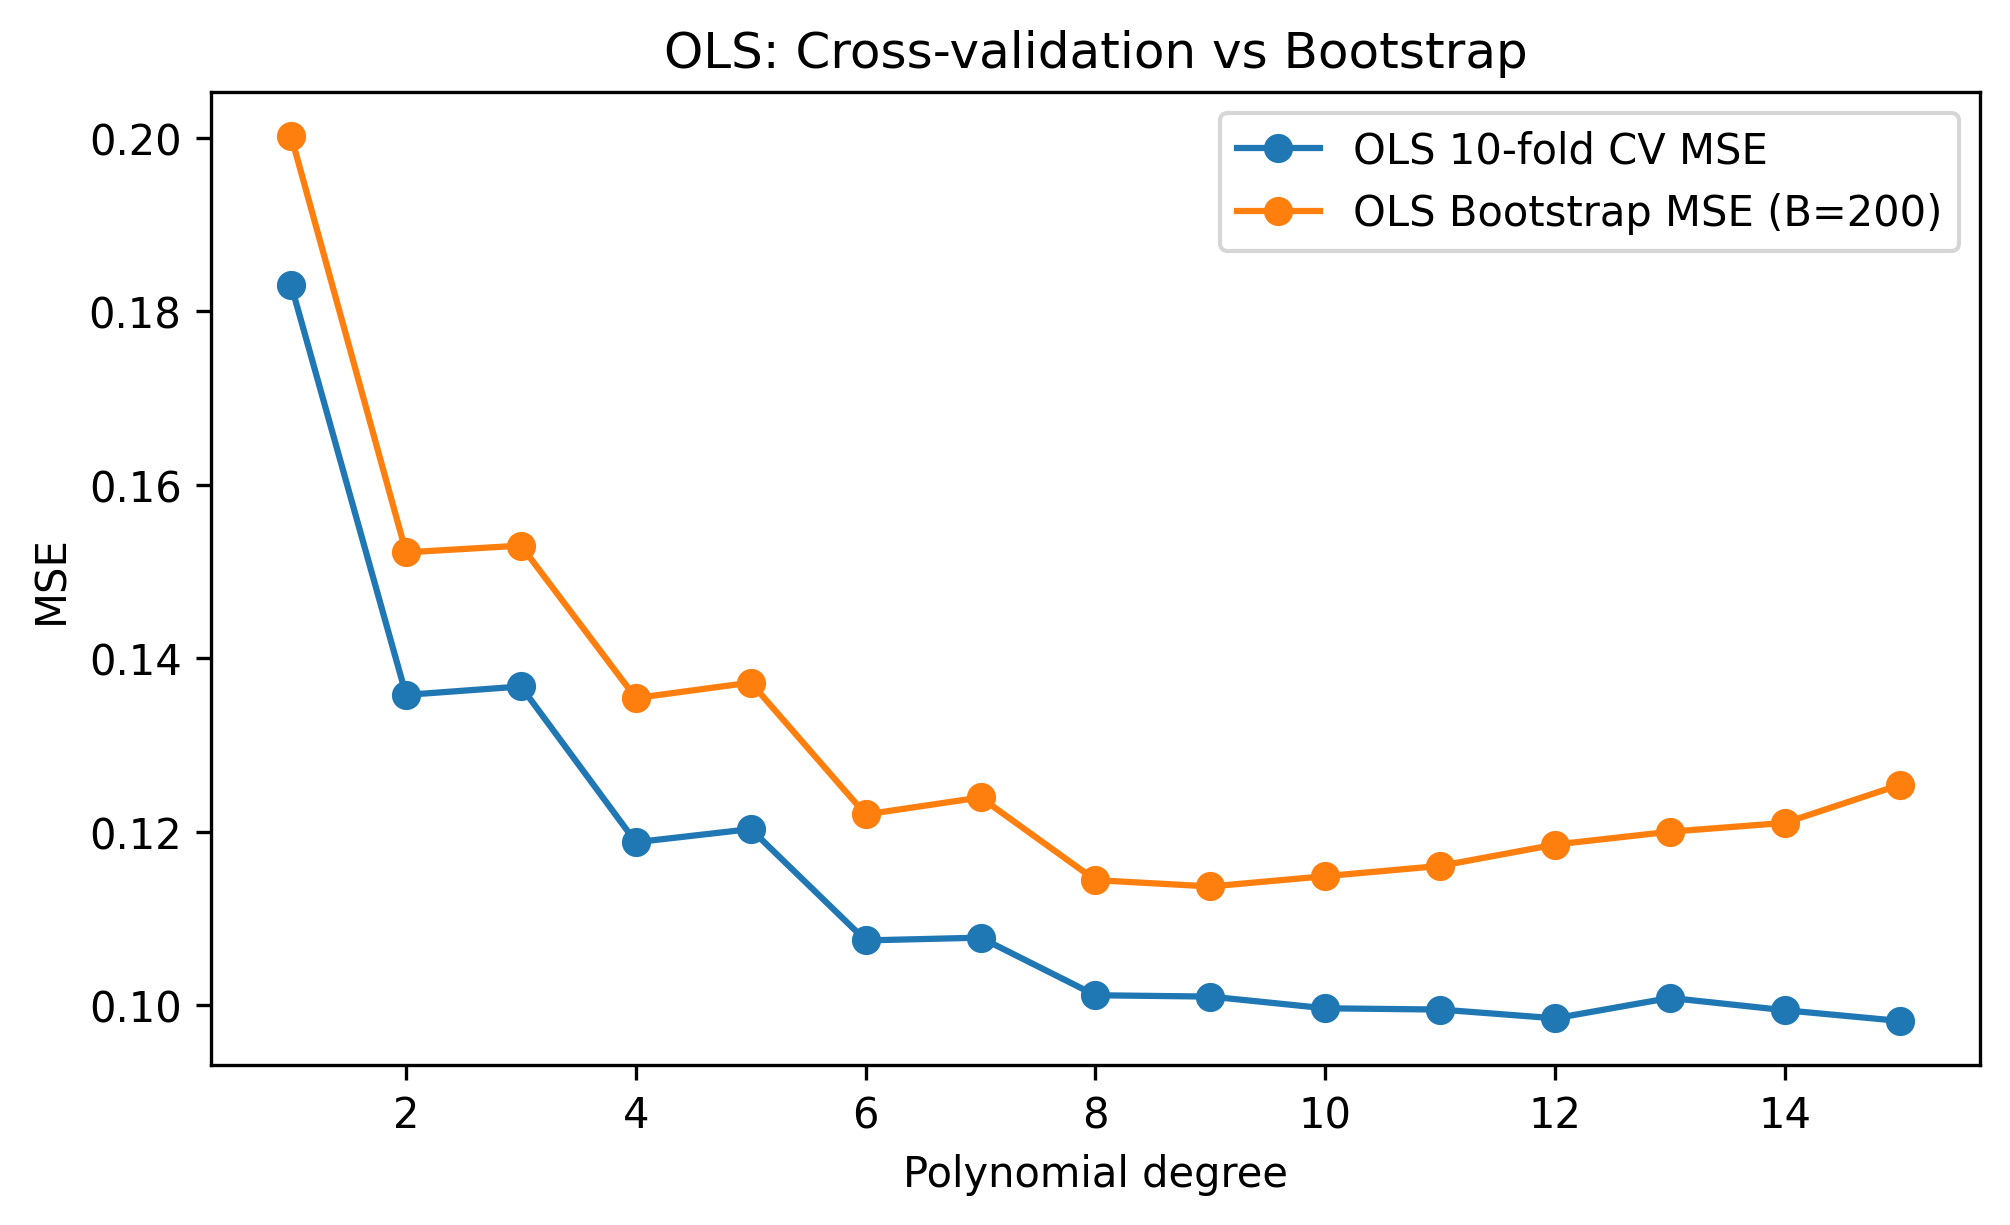 OLS: Cross-validation vs Bootstrap
OLS 10-fold CV MSE
OLS Bootstrap MSE (B=200)
MSE
0.20
0.18
0.16
0.14
0.12
0.10
2 4 6 8 10 12 14
Polynomial degree